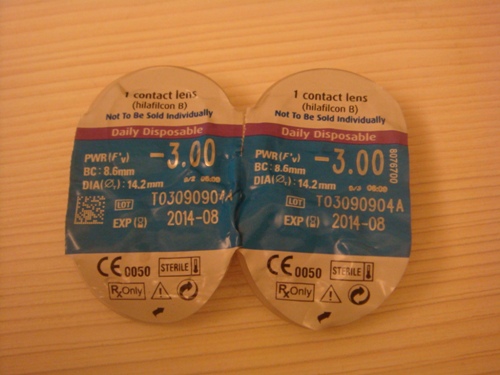 1 contact lens
(hilafilcon B)
Not To Be Sold Individually
Daily Disposable
PWR(F'v) -3.00
BC: 8.6mm
DIA(Øт): 14.2mm
LOT T03090904A
EXP 2014-08
CE 0050 STERILE
Rx Only
1 contact lens
(hilafilcon B)
Not To Be Sold Individually
Daily Disposable
PWR(F'v) -3.00
BC: 8.6mm
DIA(Øт): 14.2mm
LOT T03090904A
EXP 2014-08
8076700
CE 0050 STERILE
Rx Only